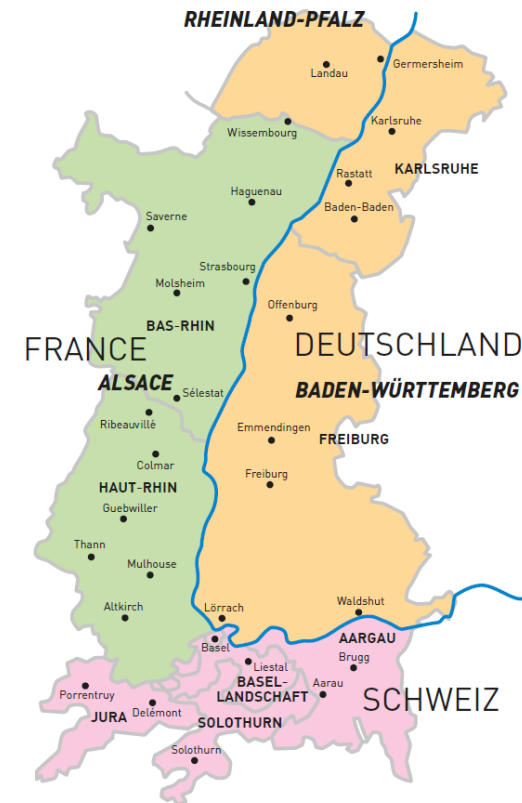 RHEINLAND-PFALZ
Germersheim
Landau
Karlsruhe
Wissembourg
KARLSRUHE
Rastatt
Haguenau
Baden-Baden
Saverne
Strasbourg
Molsheim
Offenburg
BAS-RHIN
FRANCE
DEUTSCHLAND
ALSACE
BADEN-WÜRTTEMBERG
Sélestat
Ribeauvillé
Emmendingen
FREIBURG
Colmar
Freiburg
HAUT-RHIN
Guebwiller
Thann
Mulhouse
Altkirch
Lörrach
Waldshut
AARGAU
Basel
Brugg
Liestal
BASEL-
LANDSCHAFT
Aarau
SCHWEIZ
Porrentruy
JURA
Delémont
SOLOTHURN
Solothurn